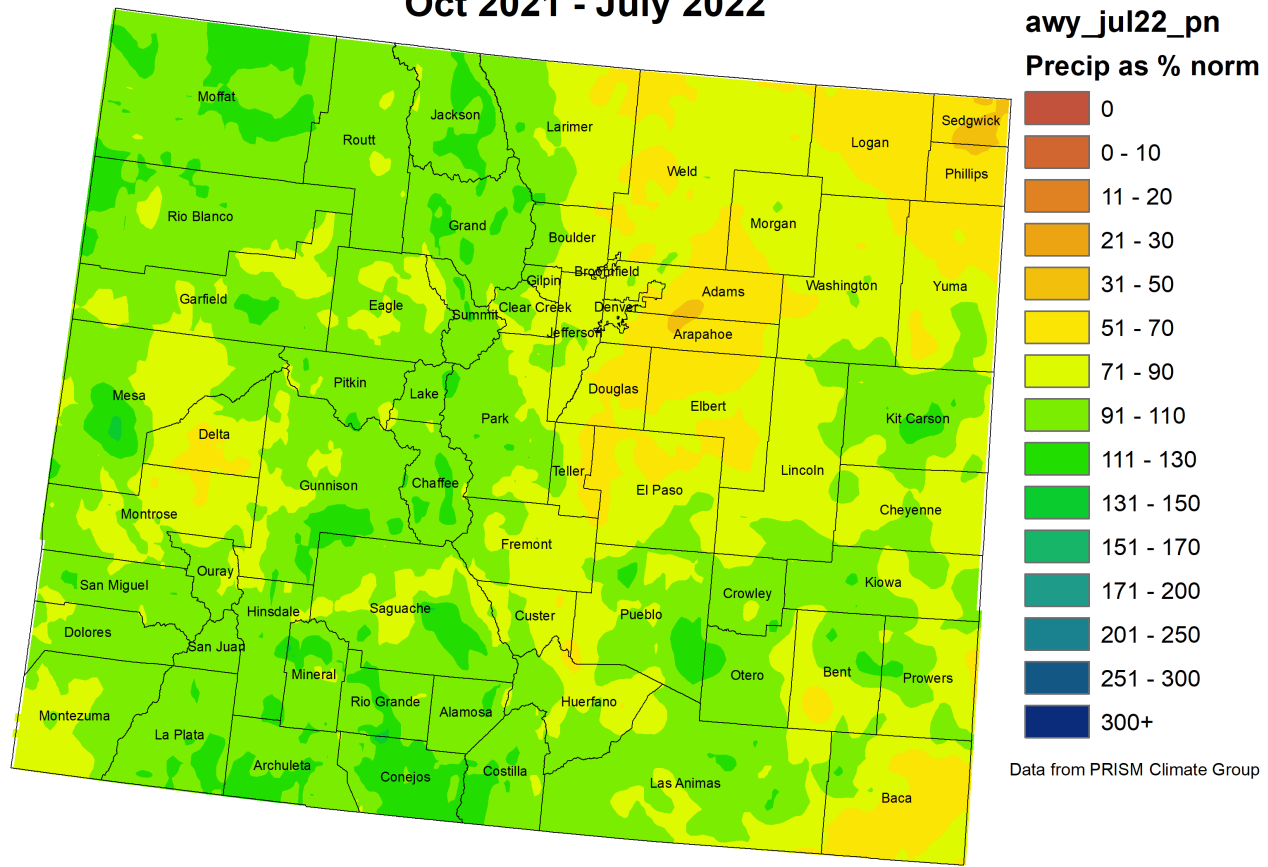 Oct 2021 - July 2022
awy_jul22_pn
Precip as % norm
0
0 - 10
11 - 20
21 - 30
31 - 50
51 - 70
71 - 90
91 - 110
111 - 130
131 - 150
151 - 170
171 - 200
201 - 250
251 - 300
300+
Data from PRISM Climate Group
Moffat
Routt
Jackson
Larimer
Weld
Logan
Sedgwick
Phillips
Rio Blanco
Grand
Boulder
Morgan
Broomfield
Gilpin
Garfield
Eagle
Summit
Clear Creek
Denver
Adams
Washington
Yuma
Jefferson
Arapahoe
Mesa
Pitkin
Lake
Park
Douglas
Elbert
Kit Carson
Delta
Gunnison
Chaffee
Teller
El Paso
Lincoln
Cheyenne
Montrose
Fremont
Ouray
San Miguel
Hinsdale
Saguache
Custer
Pueblo
Crowley
Kiowa
Dolores
San Juan
Mineral
Rio Grande
Alamosa
Huerfano
Otero
Bent
Prowers
Montezuma
La Plata
Archuleta
Conejos
Costilla
Las Animas
Baca